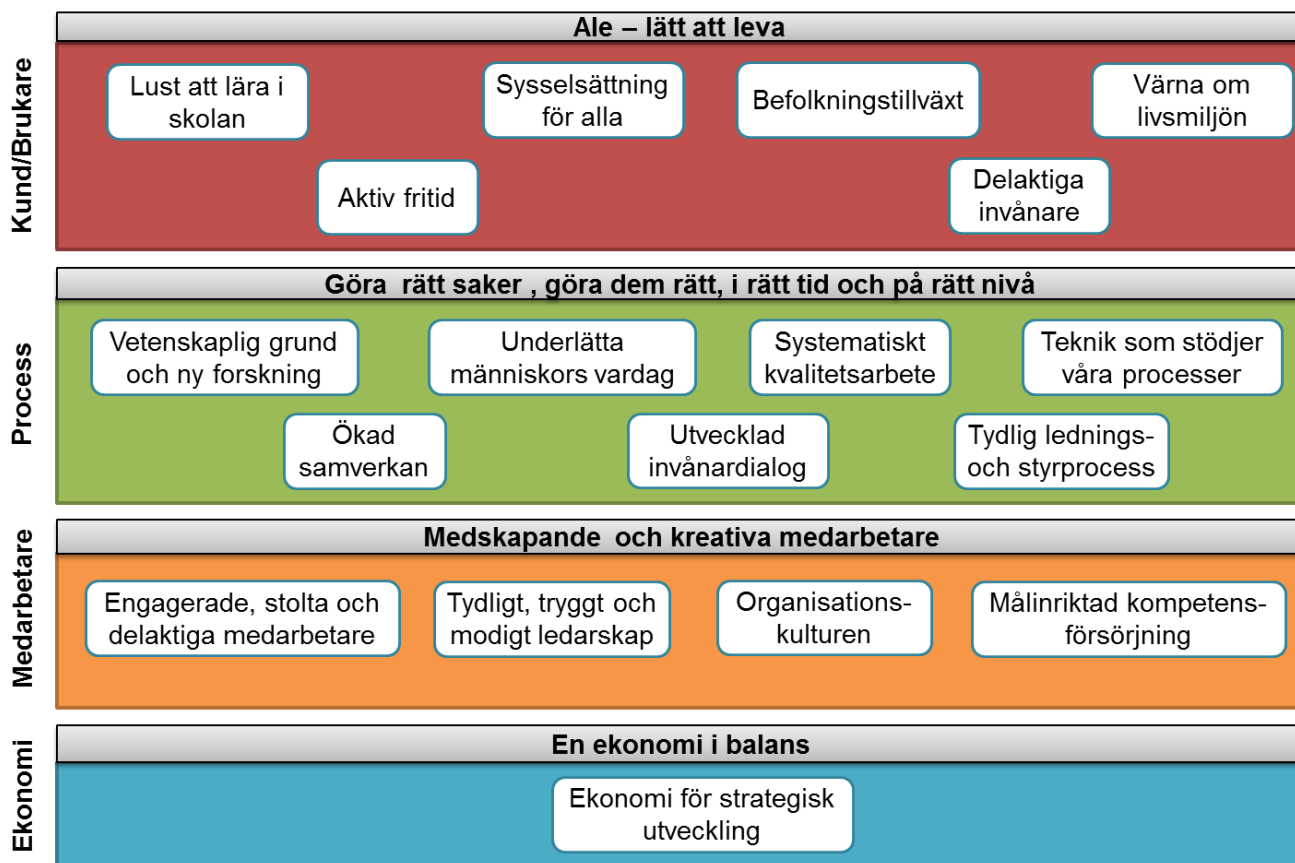 Ale – lätt att leva
Kund/Brukare
Lust att lära i
skolan
Sysselsättning
för alla
Befolkningstillväxt
Värna om
livsmiljön
Aktiv fritid
Delaktiga
invånare
Göra rätt saker , göra dem rätt, i rätt tid och på rätt nivå
Process
Vetenskaplig grund
och ny forskning
Underlätta
människors vardag
Systematiskt
kvalitetsarbete
Teknik som stödjer
våra processer
Ökad
samverkan
Utvecklad
invånardialog
Tydlig lednings-
och styrprocess
Medskapande och kreativa medarbetare
Medarbetare
Engagerade, stolta och
delaktiga medarbetare
Tydligt, tryggt och
modigt ledarskap
Organisations-
kulturen
Målinriktad kompetens-
försörjning
En ekonomi i balans
Ekonomi
Ekonomi för strategisk
utveckling